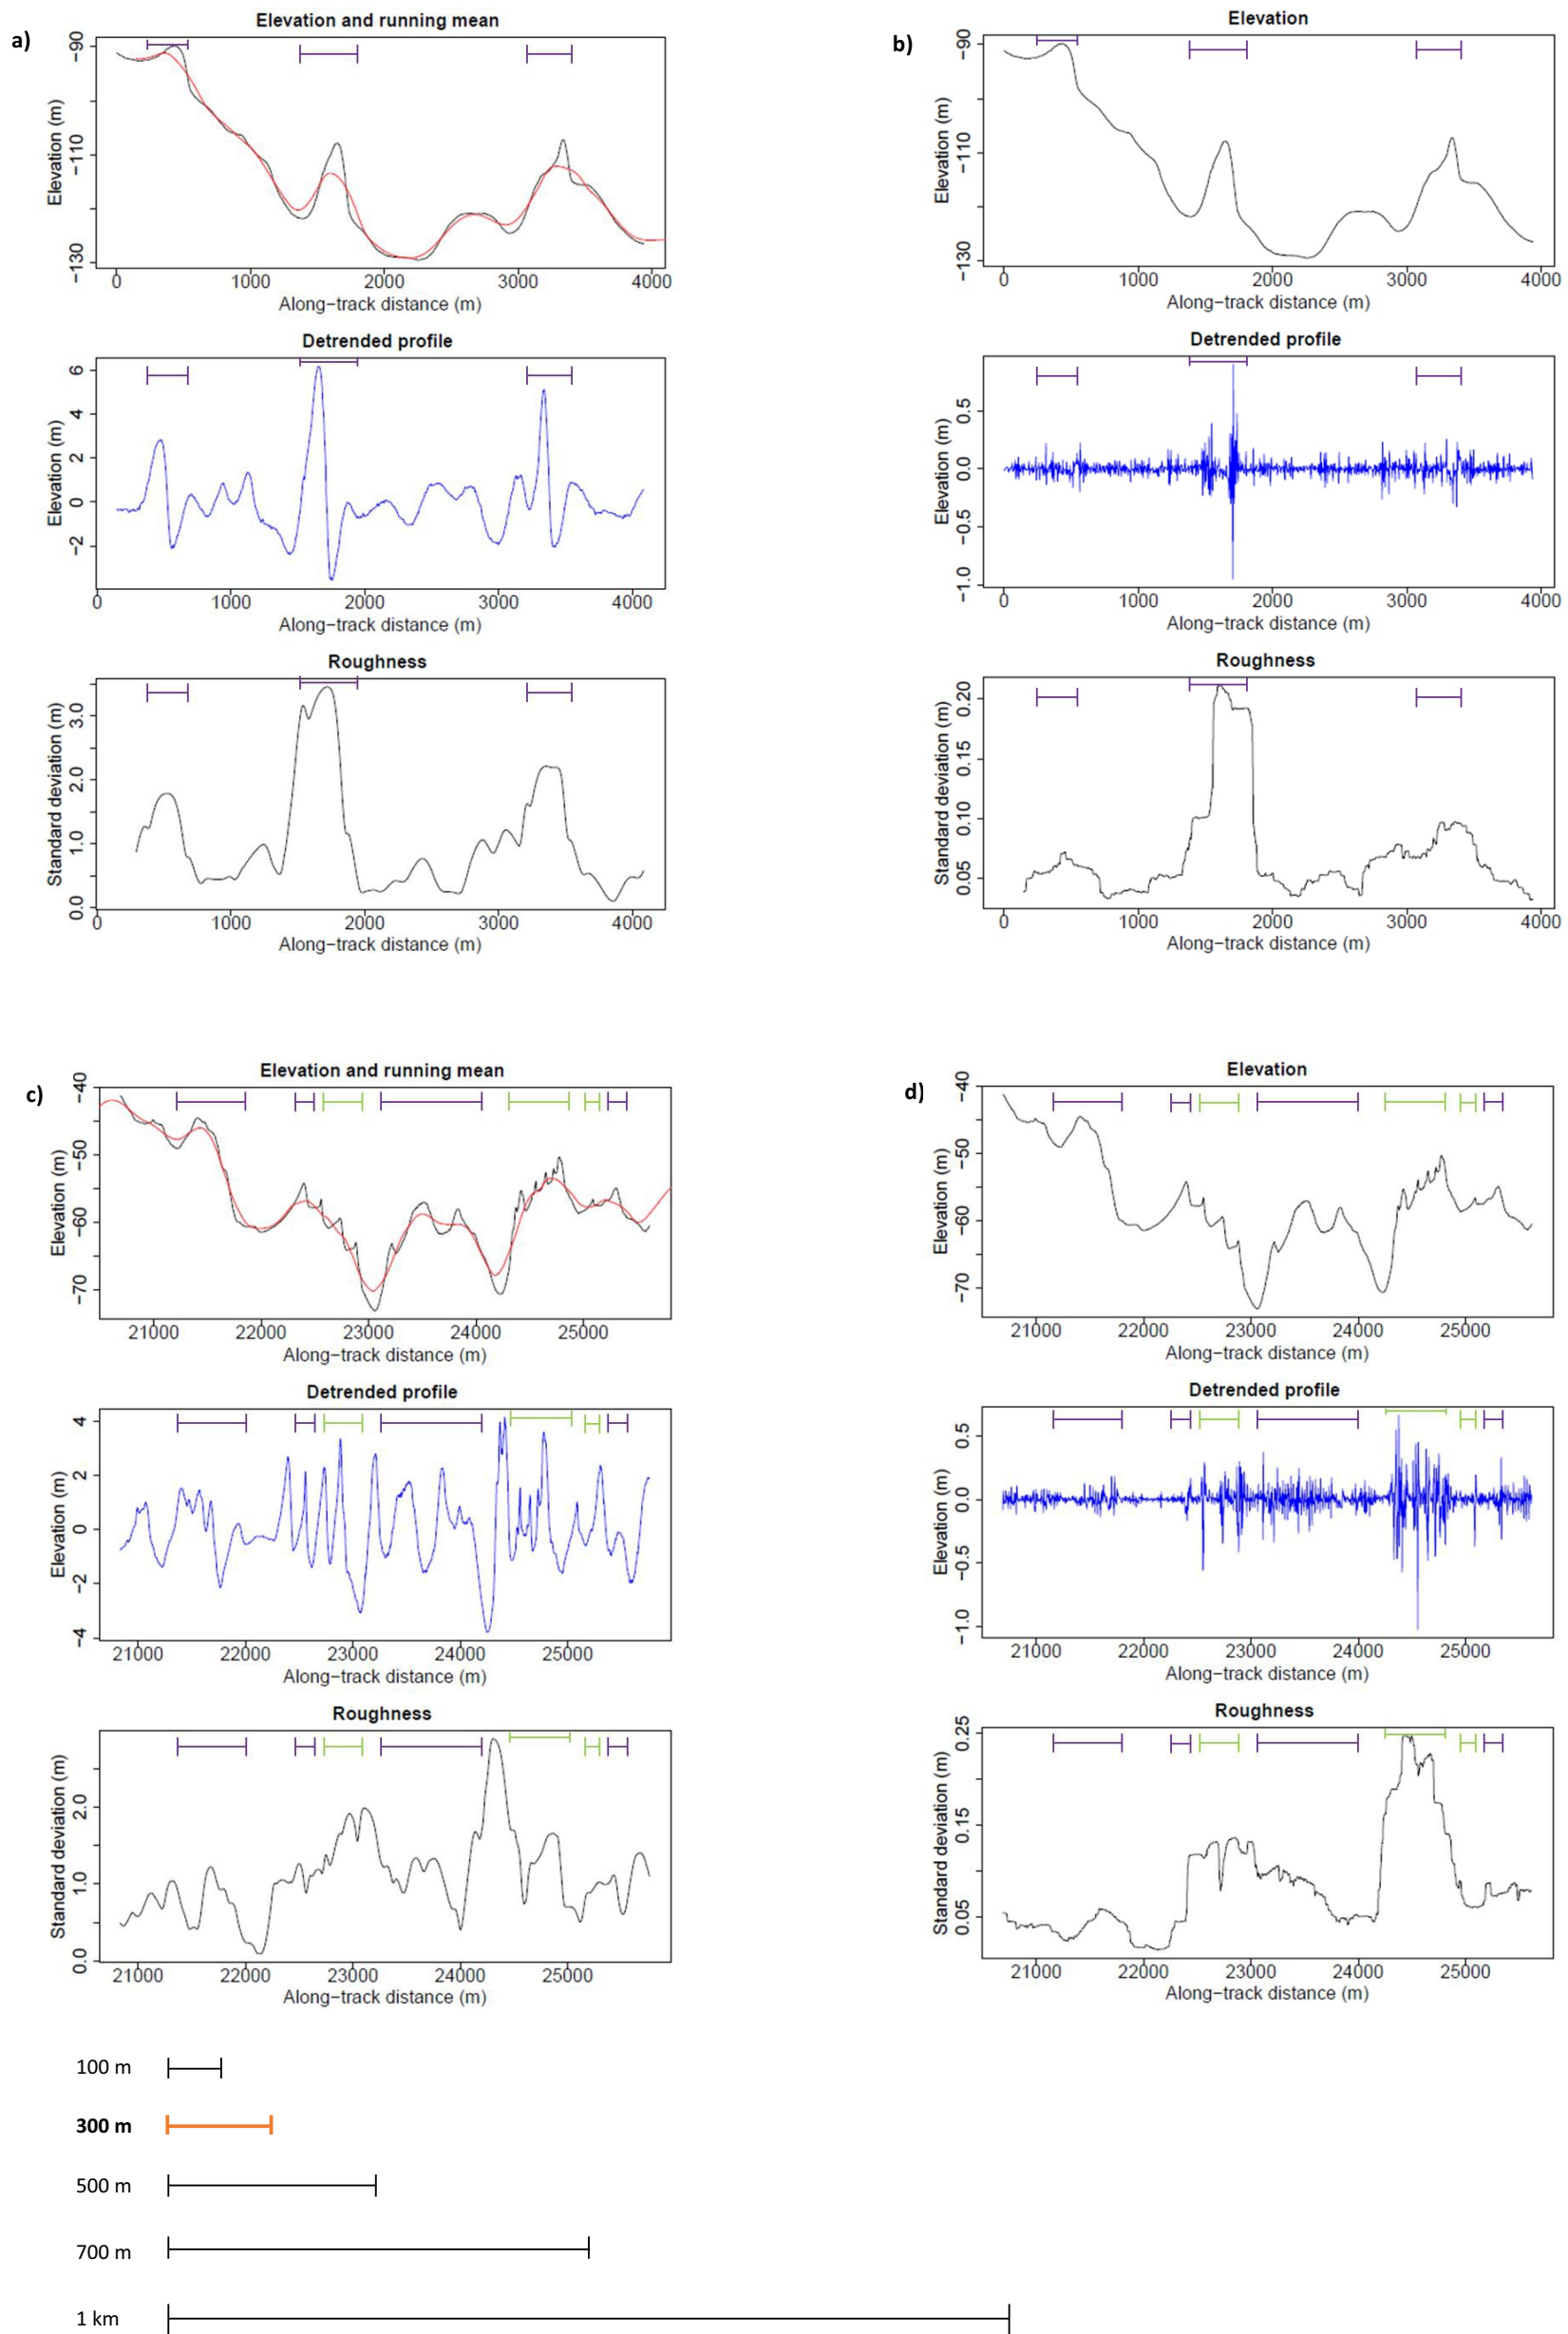 a)
Elevation and running mean
Elevation (m)
−90
−110
−130
0 1000 2000 3000 4000
Along−track distance (m)
Detrended profile
Elevation (m)
6
4
2
0
−2
0 1000 2000 3000 4000
Along−track distance (m)
Roughness
Standard deviation (m)
3.0
2.0
1.0
0.0
0 1000 2000 3000 4000
Along−track distance (m)
b)
Elevation
Elevation (m)
−90
−110
−130
0 1000 2000 3000 4000
Along−track distance (m)
Detrended profile
Elevation (m)
0.5
0.0
−0.5
−1.0
0 1000 2000 3000 4000
Along−track distance (m)
Roughness
Standard deviation (m)
0.20
0.15
0.10
0.05
0 1000 2000 3000 4000
Along−track distance (m)
c)
Elevation and running mean
Elevation (m)
−40
−50
−60
−70
21000 22000 23000 24000 25000
Along−track distance (m)
Detrended profile
Elevation (m)
4
2
0
−2
−4
21000 22000 23000 24000 25000
Along−track distance (m)
Roughness
Standard deviation (m)
2.0
1.0
0.0
21000 22000 23000 24000 25000
Along−track distance (m)
d)
Elevation
Elevation (m)
−40
−50
−60
−70
21000 22000 23000 24000 25000
Along−track distance (m)
Detrended profile
Elevation (m)
0.5
0.0
−0.5
−1.0
21000 22000 23000 24000 25000
Along−track distance (m)
Roughness
Standard deviation (m)
0.25
0.15
0.05
21000 22000 23000 24000 25000
Along−track distance (m)
100 m
300 m
500 m
700 m
1 km